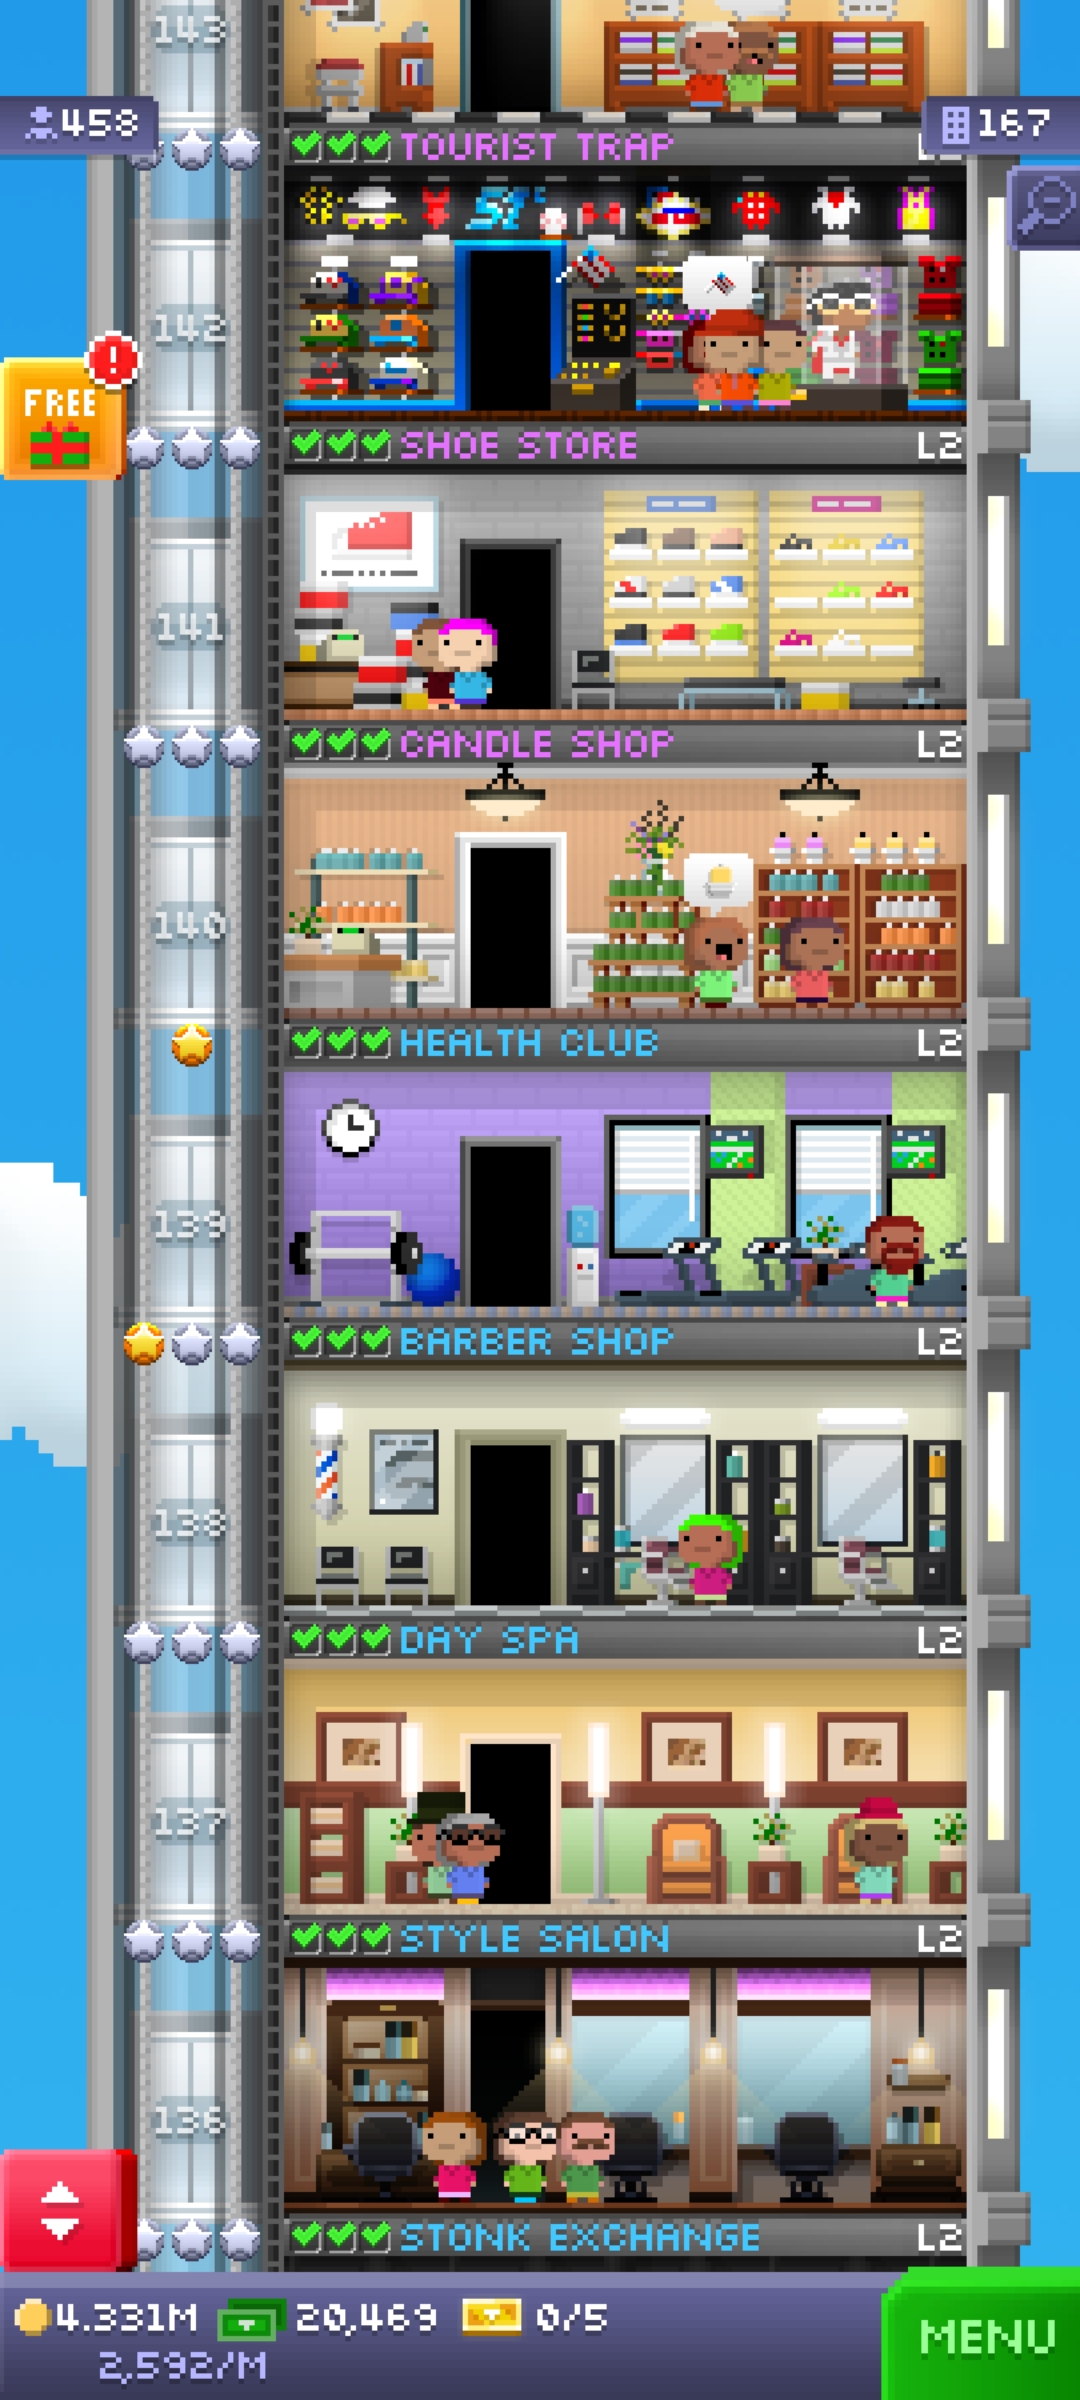 143
458
167
TOURIST TRAP
142
FREE
!
SHOE STORE L2
141
CANDLE SHOP L2
140
HEALTH CLUB L2
139
BARBER SHOP L2
138
DAY SPA L2
137
STYLE SALON L2
136
STONK EXCHANGE L2
4.331M 20,469 0/5
2,592/M
MENU